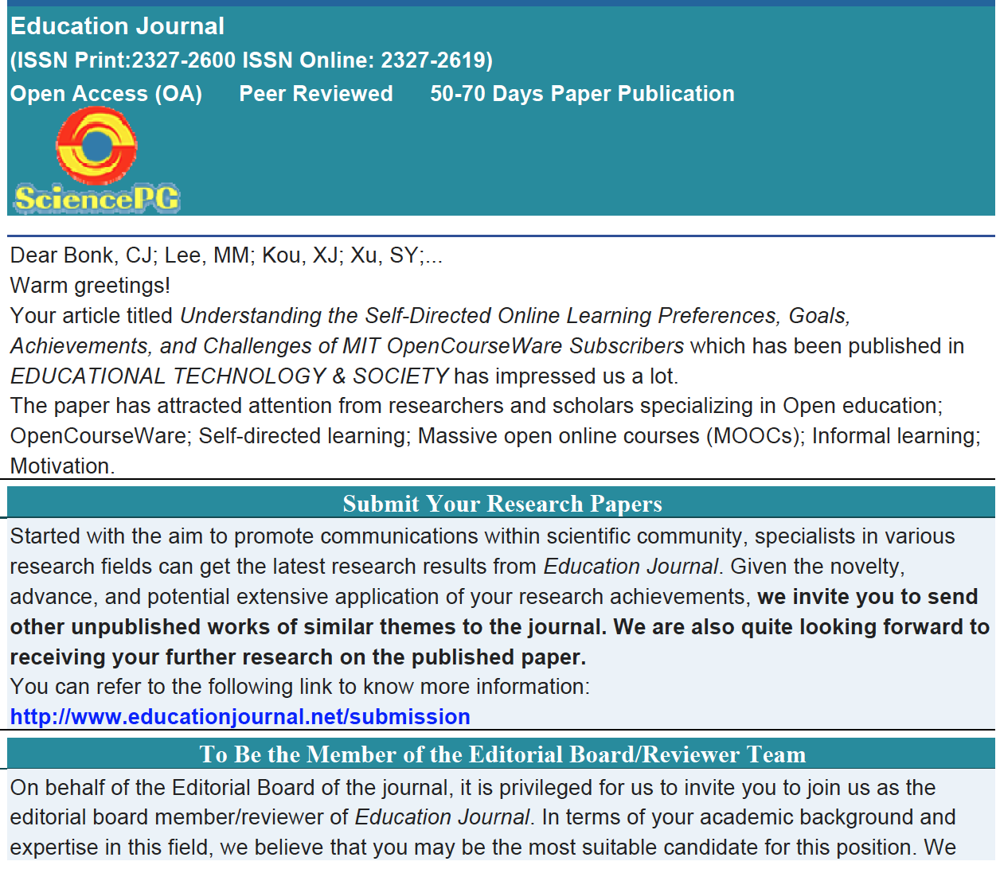 Education Journal
(ISSN Print:2327-2600 ISSN Online: 2327-2619)
Open Access (OA) Peer Reviewed 50-70 Days Paper Publication
SciencePG
Dear Bonk, CJ; Lee, MM; Kou, XJ; Xu, SY;...
Warm greetings!
Your article titled Understanding the Self-Directed Online Learning Preferences, Goals,
Achievements, and Challenges of MIT OpenCourseWare Subscribers which has been published in
EDUCATIONAL TECHNOLOGY & SOCIETY has impressed us a lot.
The paper has attracted attention from researchers and scholars specializing in Open education;
OpenCourseWare; Self-directed learning; Massive open online courses (MOOCs); Informal learning;
Motivation.
Submit Your Research Papers
Started with the aim to promote communications within scientific community, specialists in various
research fields can get the latest research results from Education Journal. Given the novelty,
advance, and potential extensive application of your research achievements, we invite you to send
other unpublished works of similar themes to the journal. We are also quite looking forward to
receiving your further research on the published paper.
You can refer to the following link to know more information:
http://www.educationjournal.net/submission
To Be the Member of the Editorial Board/Reviewer Team
On behalf of the Editorial Board of the journal, it is privileged for us to invite you to join us as the
editorial board member/reviewer of Education Journal. In terms of your academic background and
expertise in this field, we believe that you may be the most suitable candidate for this position. We